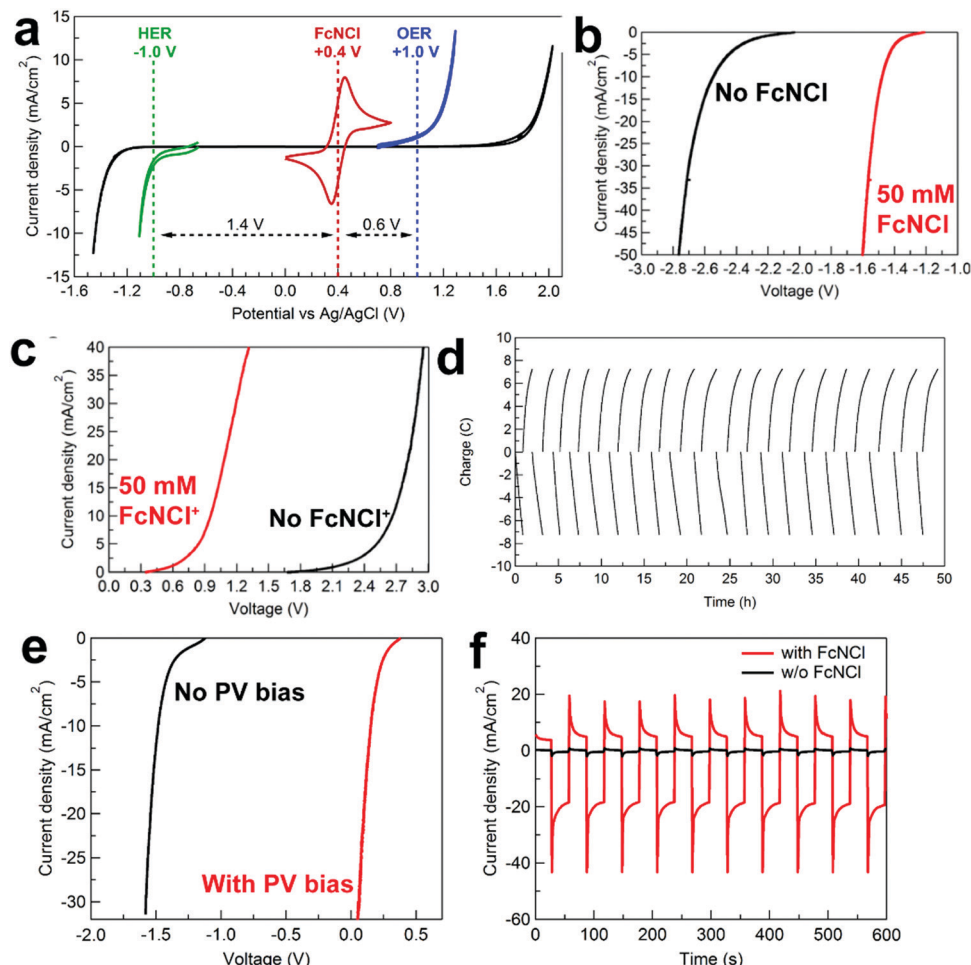 a
HER
-1.0 V
FcNCl
+0.4 V
OER
+1.0 V
1.4 V
0.6 V
15
10
5
0
-5
-10
-15
Current density (mA/cm²)
-1.6 -1.2 -0.8 -0.4 0.0 0.4 0.8 1.2 1.6 2.0
Potential vs Ag/AgCl (V)
b
No FcNCl
50 mM
FcNCl
0
-5
-10
-15
-20
-25
-30
-35
-40
-45
-50
Current density (mA/cm²)
-3.0 -2.8 -2.6 -2.4 -2.2 -2.0 -1.8 -1.6 -1.4 -1.2 -1.0
Voltage (V)
c
50 mM
FcNCl⁺
No FcNCl⁺
40
35
30
25
20
15
10
5
0
Current density (mA/cm²)
0.0 0.3 0.6 0.9 1.2 1.5 1.8 2.1 2.4 2.7 3.0
Voltage (V)
d
10
8
6
4
2
0
-2
-4
-6
-8
-10
Charge (C)
0 5 10 15 20 25 30 35 40 45 50
Time (h)
e
No PV bias
With PV bias
0
-5
-10
-15
-20
-25
-30
Current density (mA/cm²)
-2.0 -1.5 -1.0 -0.5 0.0 0.5
Voltage (V)
f
with FcNCl
w/o FcNCl
40
20
0
-20
-40
-60
Current density (mA/cm²)
0 100 200 300 400 500 600
Time (s)